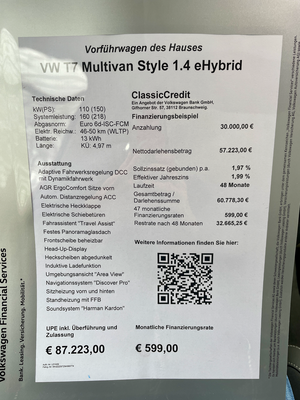 Vorführwagen des Hauses
VW T7 Multivan Style 1.4 eHybrid
Technische Daten
kW(PS): 110 (150)
Systemleistung: 160 (218)
Abgasnorm: Euro 6d-ISC-FCM
Elektr. Reichw.: 46-50 km (WLTP)
Batterie: 13 kWh
Länge: KÜ: 4,97 m
Ausstattung
Adaptive Fahrwerksregelung DCC
mit Dynamikfahrwerk
AGR ErgoComfort Sitze vorn
Autom. Distanzregelung ACC
Elektrische Heckklappe
Elektrische Schiebetüren
Fahrassistent "Travel Assist"
Festes Panoramaglasdach
Frontscheibe beheizbar
Head-Up-Display
Heckscheiben abgedunkelt
Induktive Ladefunktion
Umgebungsansicht "Area View"
Navigationssystem "Discover Pro"
Sitzheizung vorn und hinten
Standheizung mit FFB
Soundsystem "Harman Kardon"
UPE inkl. Überführung und
Zulassung
€ 87.223,00
ClassicCredit
Ein Angebot der Volkswagen Bank GmbH,
Gifhorner Str. 57, 38112 Braunschweig.
Finanzierungsbeispiel
Anzahlung 30.000,00 €
Nettodarlehensbetrag 57.223,00 €
Sollzinssatz (gebunden) p.a. 1,97 %
Effektiver Jahreszins 1,99 %
Laufzeit 48 Monate
Gesamtbetrag /
Darlehenssumme 60.778,30 €
47 monatliche
Finanzierungsraten 599,00 €
Restrate nach 48 Monaten 32.665,25 €
Weitere Informationen finden Sie hier:
Monatliche Finanzierungsrate
€ 599,00
Volkswagen Financial Services
Bank. Leasing. Versicherung. Mobilität.*